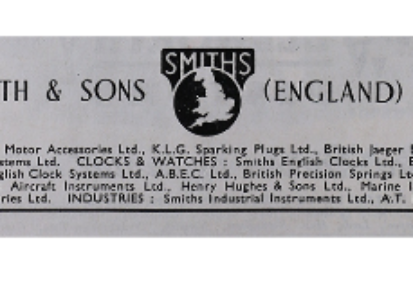 SMITHS
TH & SONS (ENGLAND)
Motor Accessories Ltd., K.L.G. Sparking Plugs Ltd., British Jaeger
stems Ltd. CLOCKS & WATCHES : Smiths English Clocks Ltd.,
glish Clock Systems Ltd., A.B.E.C. Ltd., British Precision Springs Ltd
Aircraft Instruments Ltd., Henry Hughes & Sons Ltd., Marine
ries Ltd. INDUSTRIES : Smiths Industrial Instruments Ltd., A.T.